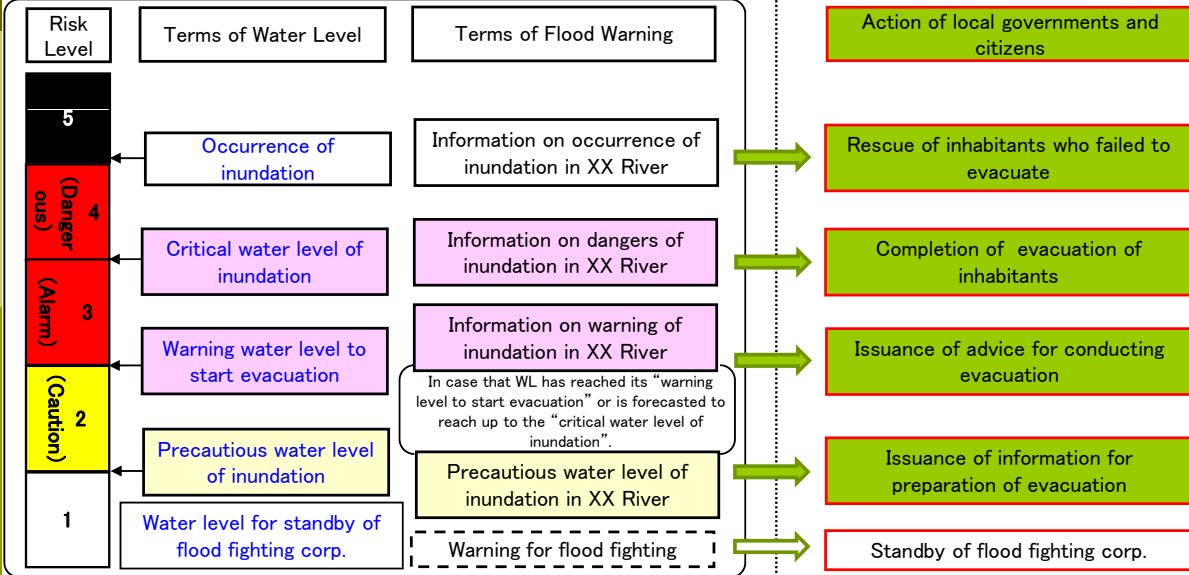 Risk
Level
Terms of Water Level
Terms of Flood Warning
Action of local governments and
citizens
5
Occurrence of
inundation
Information on occurrence of
inundation in XX River
Rescue of inhabitants who failed to
evacuate
4
(Danger
ous)
Critical water level of
inundation
Information on dangers of
inundation in XX River
Completion of evacuation of
inhabitants
3
(Alarm)
Warning water level to
start evacuation
Information on warning of
inundation in XX River
Issuance of advice for conducting
evacuation
In case that WL has reached its “warning
level to start evacuation” or is forecasted to
reach up to the “critical water level of
inundation”.
2
(Caution)
Precautious water level
of inundation
Precautious water level of
inundation in XX River
Issuance of information for
preparation of evacuation
1
Water level for standby of
flood fighting corp.
Warning for flood fighting
Standby of flood fighting corp.